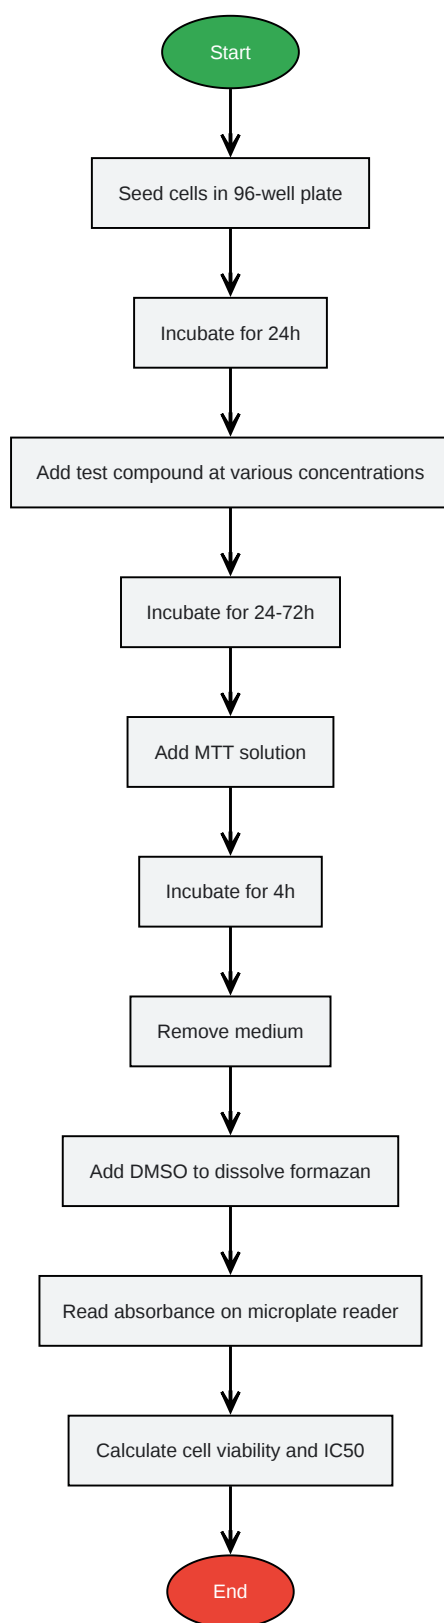 Start
Seed cells in 96-well plate
Incubate for 24h
Add test compound at various concentrations
Incubate for 24-72h
Add MTT solution
Incubate for 4h
Remove medium
Add DMSO to dissolve formazan
Read absorbance on microplate reader
Calculate cell viability and IC50
End